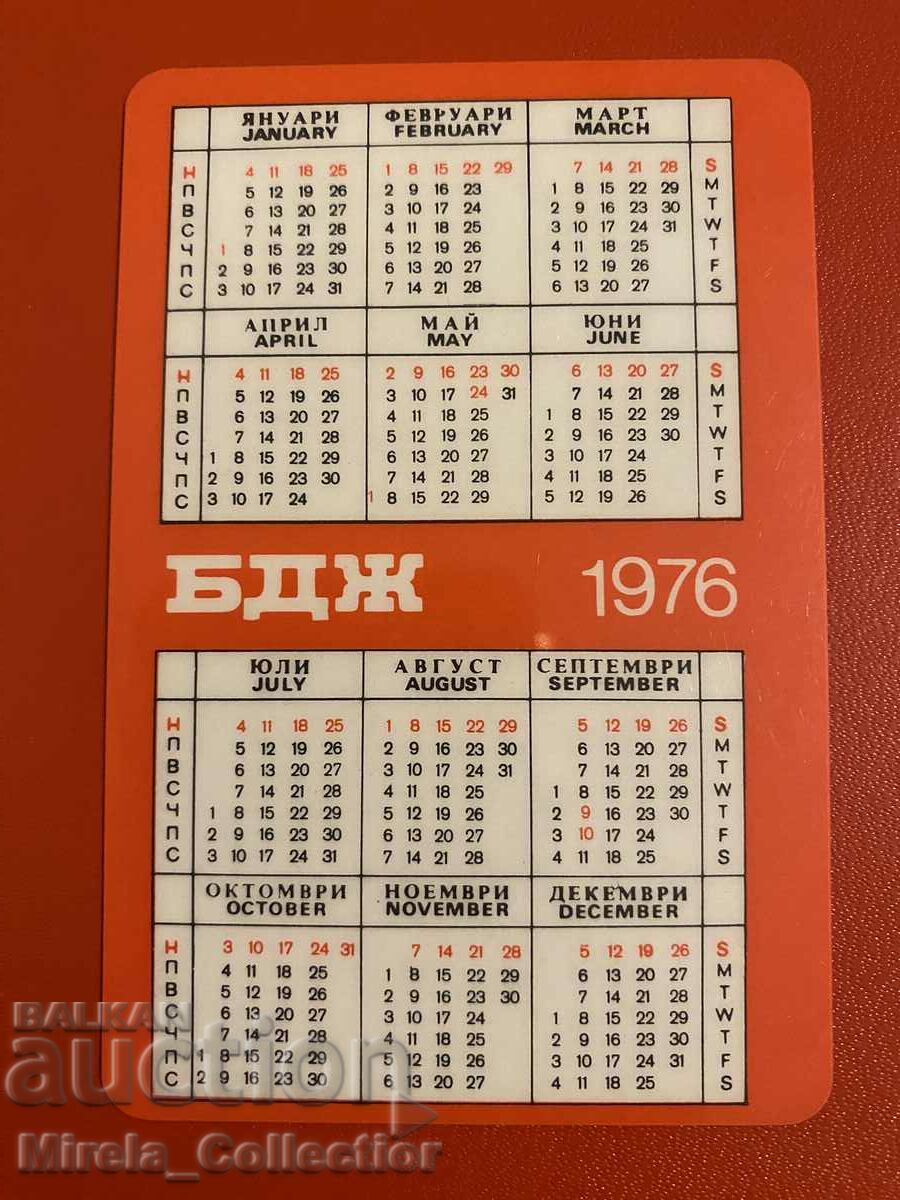 ЯНУАРИ ФЕВРУАРИ МАРТ
JANUARY FEBRUARY MARCH
Н 4 11 18 25 1 8 15 22 29 7 14 21 28 S
П 5 12 19 26 2 9 16 23 1 8 15 22 29 M
В 6 13 20 27 3 10 17 24 2 9 16 23 30 T
С 7 14 21 28 4 11 18 25 3 10 17 24 31 W
Ч 1 8 15 22 29 5 12 19 26 4 11 18 25 T
П 2 9 16 23 30 6 13 20 27 5 12 19 26 F
С 3 10 17 24 31 7 14 21 28 6 13 20 27 S
АПРИЛ МАЙ ЮНИ
APRIL MAY JUNE
Н 4 11 18 25 2 9 16 23 30 6 13 20 27 S
П 5 12 19 26 3 10 17 24 31 7 14 21 28 M
В 6 13 20 27 4 11 18 25 1 8 15 22 29 T
С 7 14 21 28 5 12 19 26 2 9 16 23 30 W
Ч 1 8 15 22 29 6 13 20 27 3 10 17 24 T
П 2 9 16 23 30 7 14 21 28 4 11 18 25 F
С 3 10 17 24 1 8 15 22 29 5 12 19 26 S
БДЖ 1976
ЮЛИ АВГУСТ СЕПТЕМВРИ
JULY AUGUST SEPTEMBER
Н 4 11 18 25 1 8 15 22 29 5 12 19 26 S
П 5 12 19 26 2 9 16 23 30 6 13 20 27 M
В 6 13 20 27 3 10 17 24 31 7 14 21 28 T
С 7 14 21 28 4 11 18 25 1 8 15 22 29 W
Ч 1 8 15 22 29 5 12 19 26 2 9 16 23 30 T
П 2 9 16 23 30 6 13 20 27 3 10 17 24 F
С 3 10 17 24 31 7 14 21 28 4 11 18 25 S
ОКТОМВРИ НОЕМВРИ ДЕКЕМВРИ
OCTOBER NOVEMBER DECEMBER
Н 3 10 17 24 31 7 14 21 28 5 12 19 26 S
П 4 11 18 25 1 8 15 22 29 6 13 20 27 M
В 5 12 19 26 2 9 16 23 30 7 14 21 28 T
С 6 13 20 27 3 10 17 24 1 8 15 22 29 W
Ч 7 14 21 28 4 11 18 25 2 9 16 23 30 T
П 1 8 15 22 29 5 12 19 26 3 10 17 24 31 F
С 2 9 16 23 30 6 13 20 27 4 11 18 25 S
BALKAN
auction
Mirela_Collectior